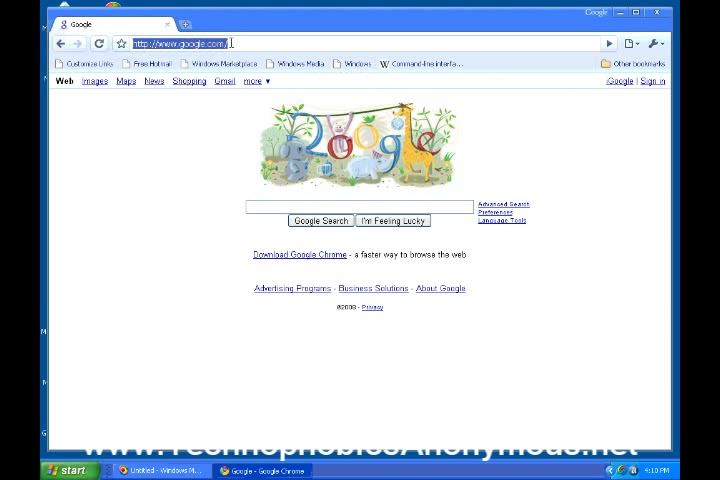 Google
Google
http://www.google.com/
Customize Links Free Hotmail Windows Marketplace Windows Media Windows Command-line interfa... Other bookmarks
Web Images Maps News Shopping Gmail more ▼ iGoogle | Sign in
Google
Advanced Search
Preferences
Language Tools
Google Search I'm Feeling Lucky
Download Google Chrome - a faster way to browse the web
Advertising Programs - Business Solutions - About Google
©2008 - Privacy
www.TechnophobicsAnonymous.net
start Untitled - Windows M... Google - Google Chrome 4:10 PM